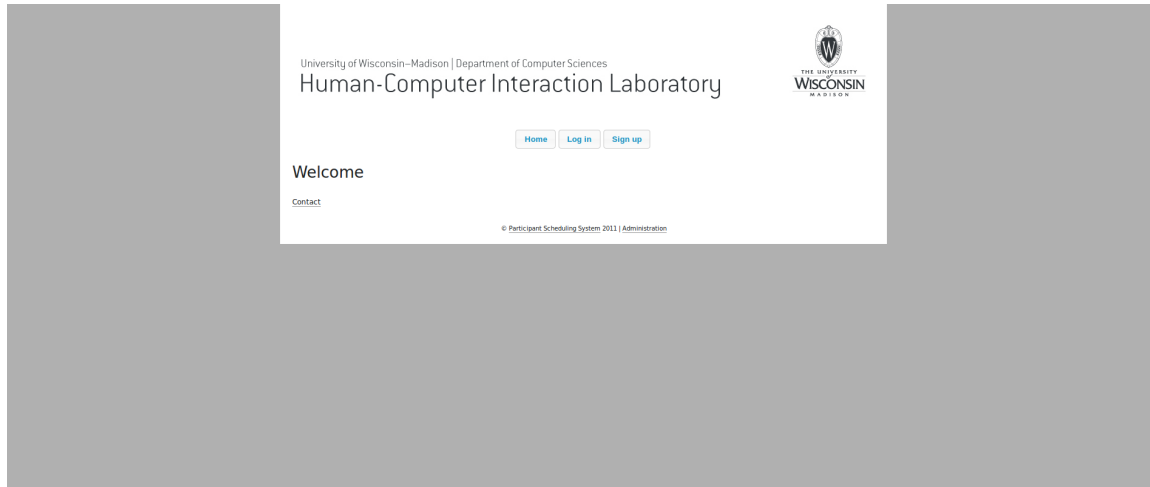 University of Wisconsin–Madison | Department of Computer Sciences
Human-Computer Interaction Laboratory
W
THE UNIVERSITY
of
WISCONSIN
MADISON
Home Log in Sign up
Welcome
Contact
© Participant Scheduling System 2011 | Administration